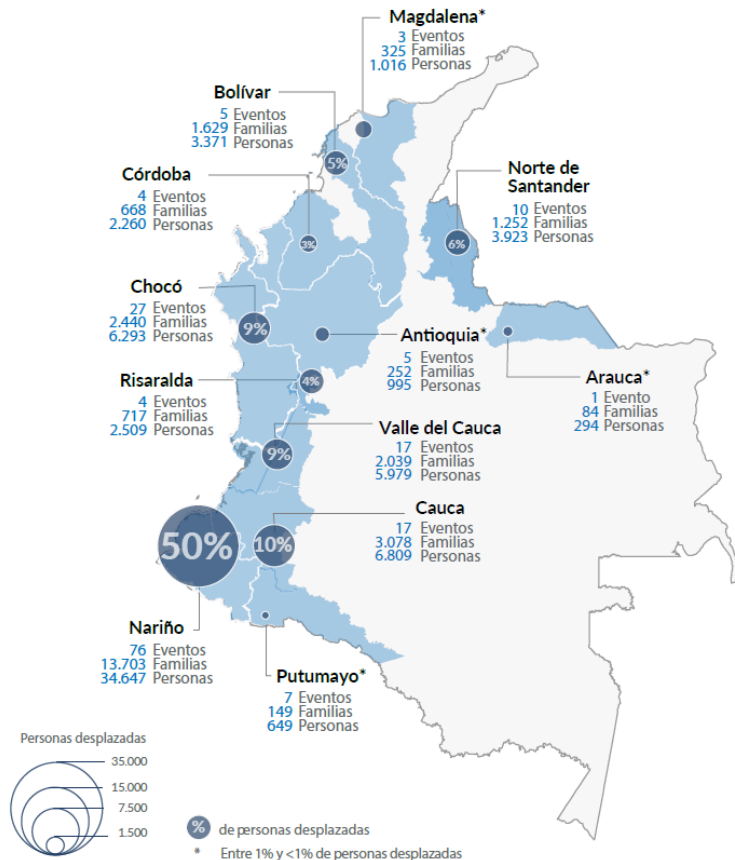 Magdalena*
3 Eventos
325 Familias
1.016 Personas
Bolívar
5 Eventos
1.629 Familias
3.371 Personas
5%
Córdoba
4 Eventos
668 Familias
2.260 Personas
3%
Norte de
Santander
10 Eventos
1.252 Familias
3.923 Personas
6%
Chocó
27 Eventos
2.440 Familias
6.293 Personas
9%
Antioquia*
5 Eventos
252 Familias
995 Personas
Arauca*
1 Evento
84 Familias
294 Personas
Risaralda
4 Eventos
717 Familias
2.509 Personas
4%
Valle del Cauca
17 Eventos
2.039 Familias
5.979 Personas
9%
Cauca
17 Eventos
3.078 Familias
6.809 Personas
10%
50%
Nariño
76 Eventos
13.703 Familias
34.647 Personas
Putumayo*
7 Eventos
149 Familias
649 Personas
Personas desplazadas
35.000
15.000
7.500
1.500
% de personas desplazadas
* Entre 1% y <1% de personas desplazadas